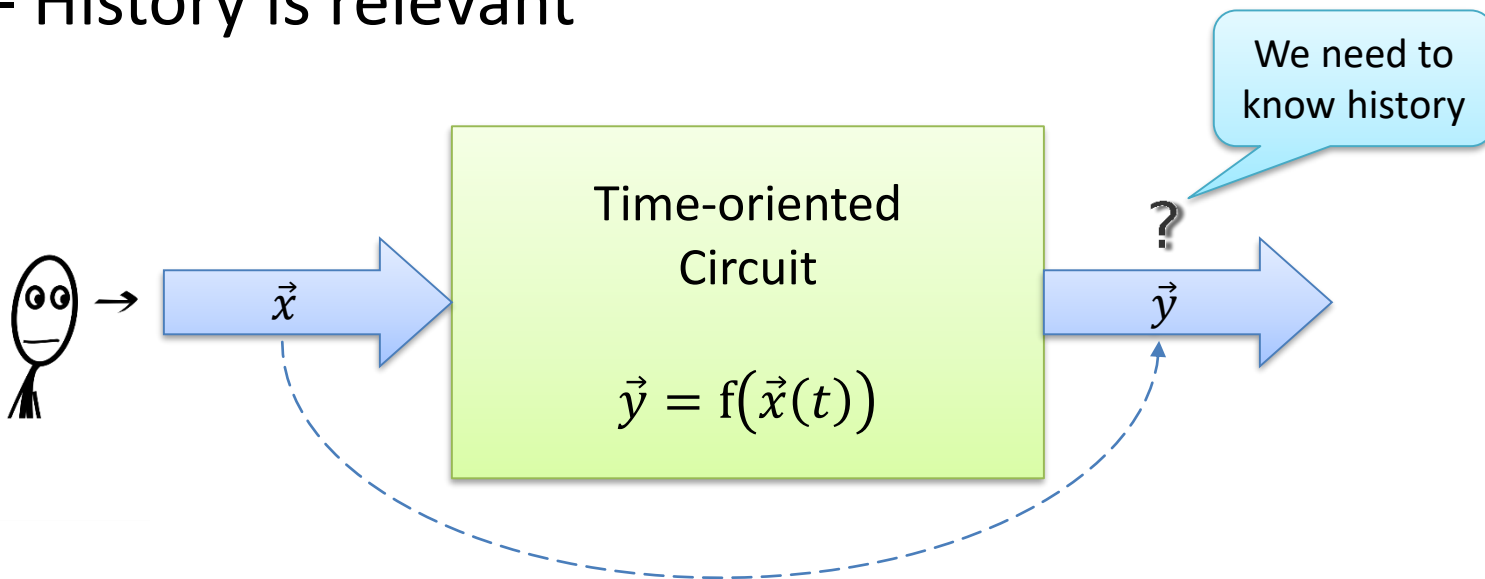 - History is relevant
We need to
know history
Time-oriented
Circuit
?
→
x⃗
y⃗
y⃗ = f(x⃗(t))